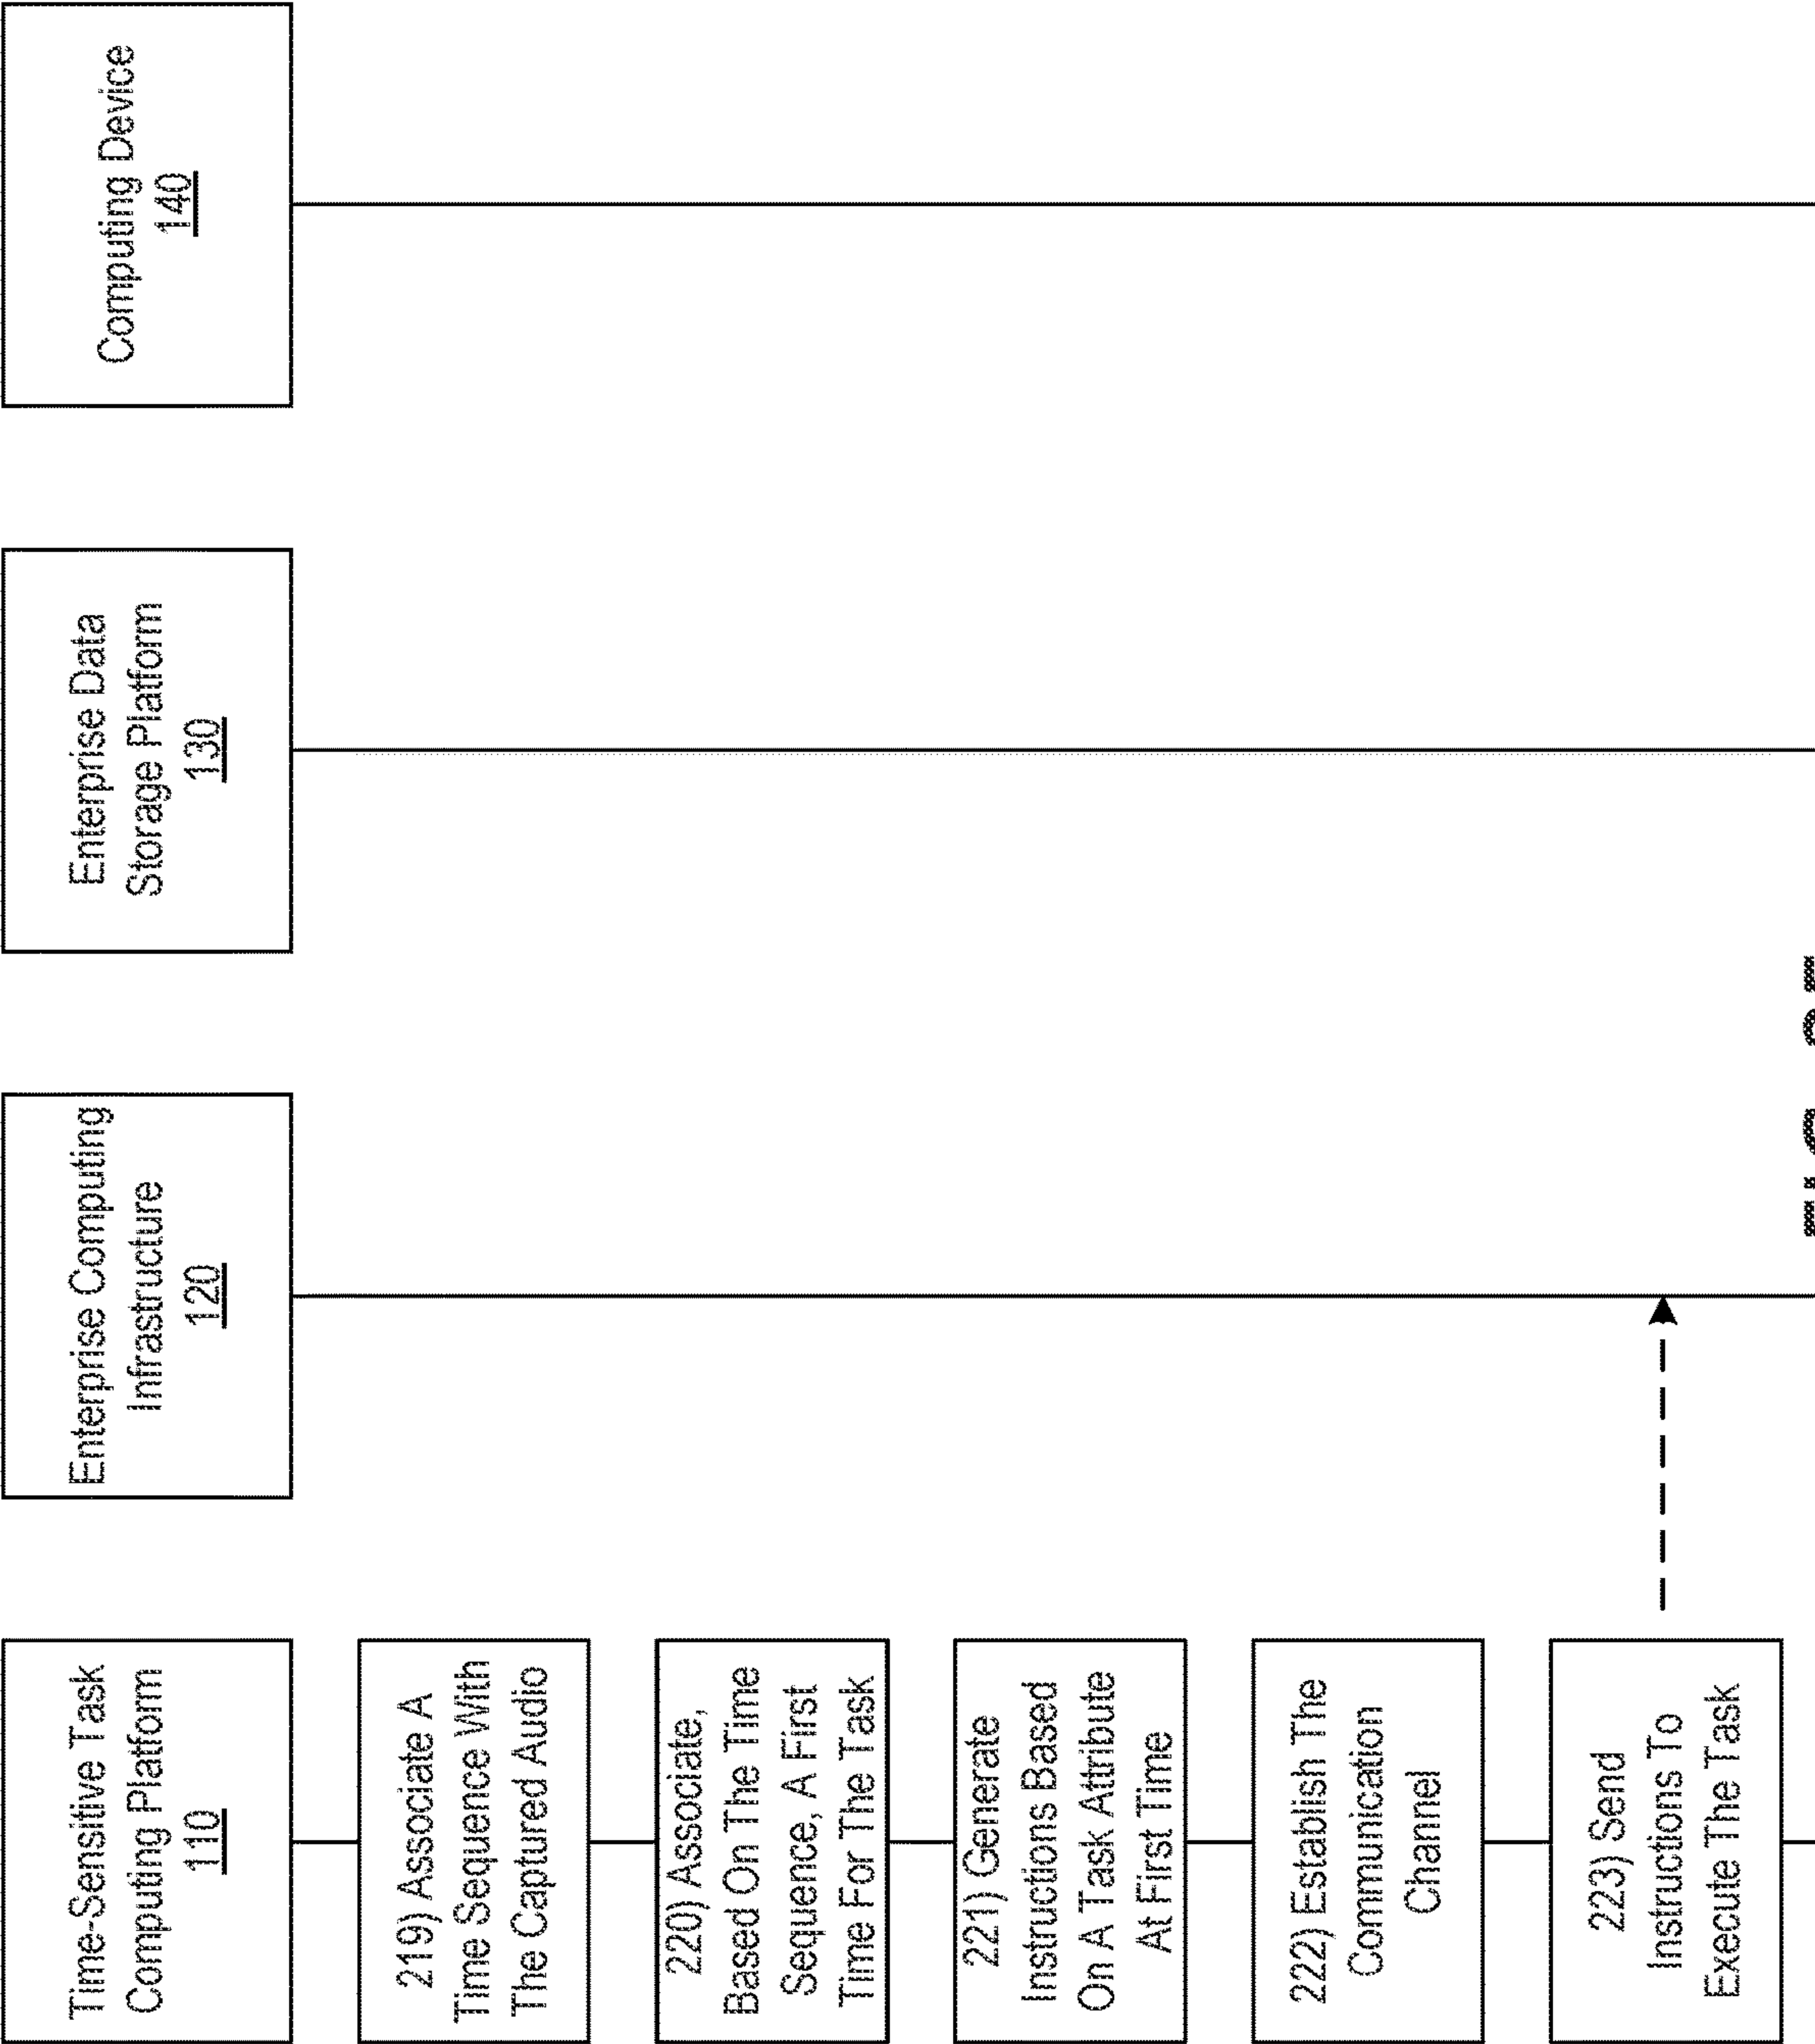 Time-Sensitive Task
Computing Platform
110
Enterprise Computing
Infrastructure
120
Enterprise Data
Storage Platform
130
Computing Device
140
219) Associate A
Time Sequence With
The Captured Audio
220) Associate,
Based On The Time
Sequence, A First
Time For The Task
221) Generate
Instructions Based
On A Task Attribute
At First Time
222) Establish The
Communication
Channel
223) Send
Instructions To
Execute The Task